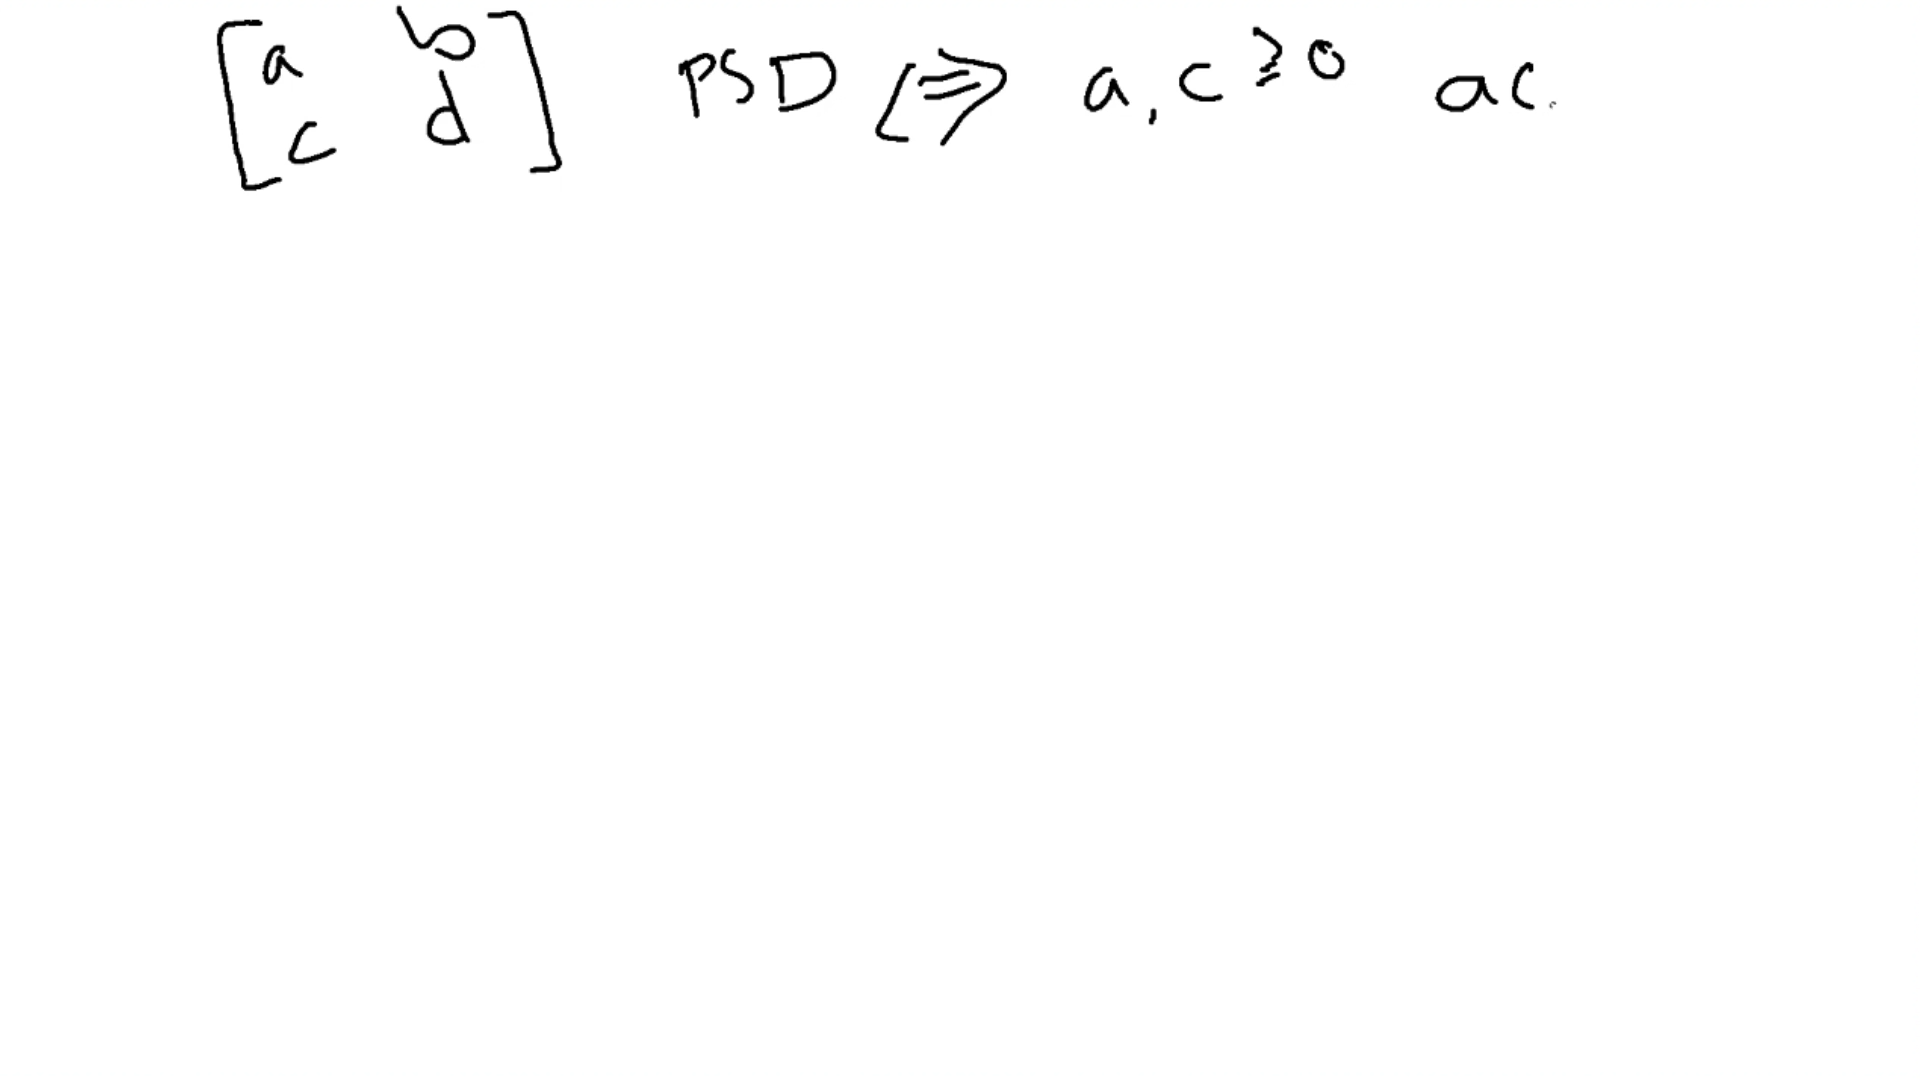 [a b PSD ⇔ a, c ≥ 0 ac
c d]